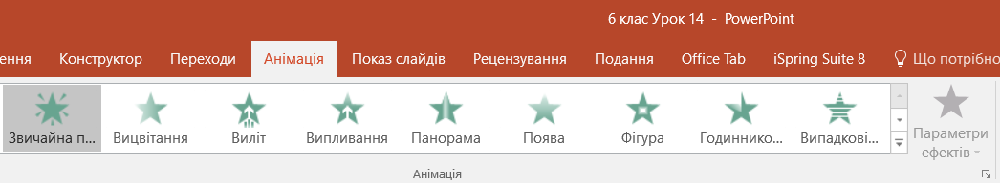 6 клас Урок 14 - PowerPoint
ення Конструктор Переходи Анімація Показ слайдів Рецензування Подання Office Tab iSpring Suite 8 Що потрібно
Звичайна п... Вицвітання Виліт Випливання Панорама Поява Фігура Годиннико... Випадкові... Параметри
ефектів
Анімація